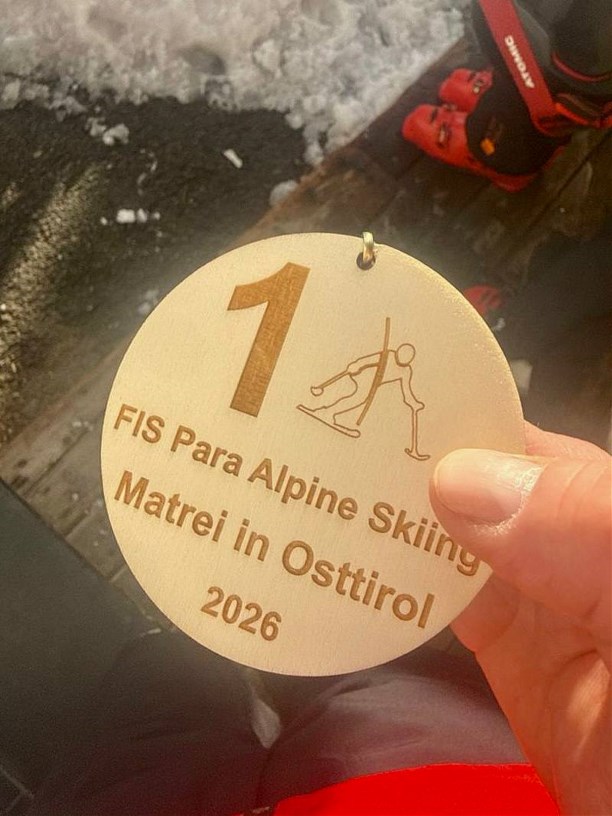 ATOMIC
1
FIS Para Alpine Skiing
Matrei in Osttirol
2026